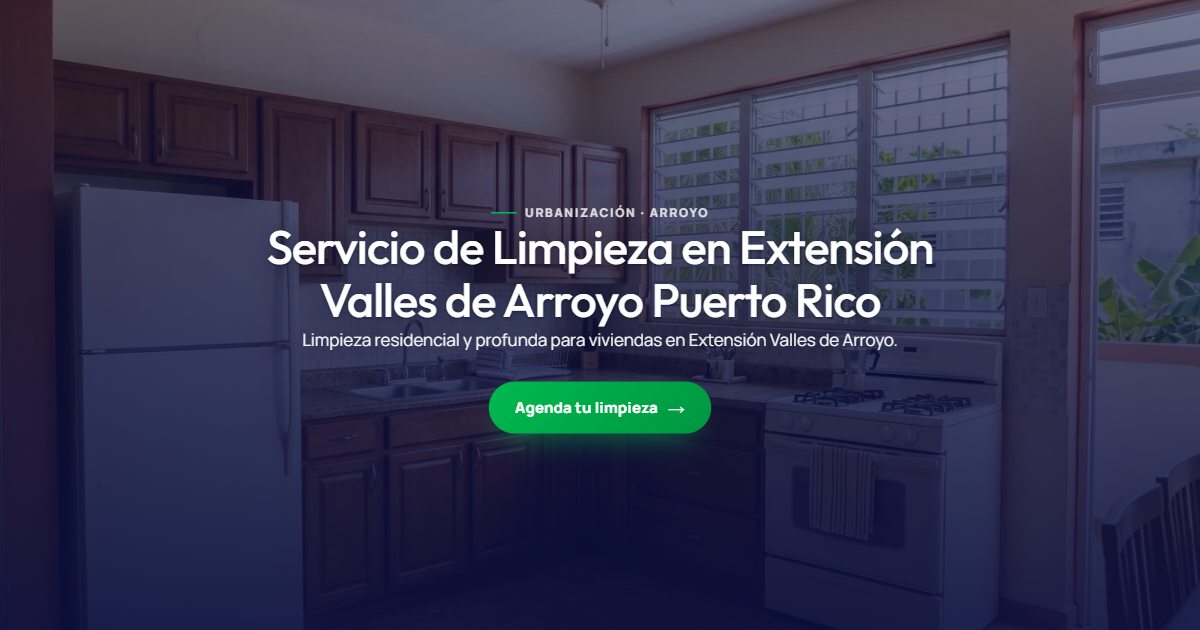 URBANIZACIÓN · ARROYO
Servicio de Limpieza en Extensión
Valles de Arroyo Puerto Rico
Limpieza residencial y profunda para viviendas en Extensión Valles de Arroyo.
Agenda tu limpieza →